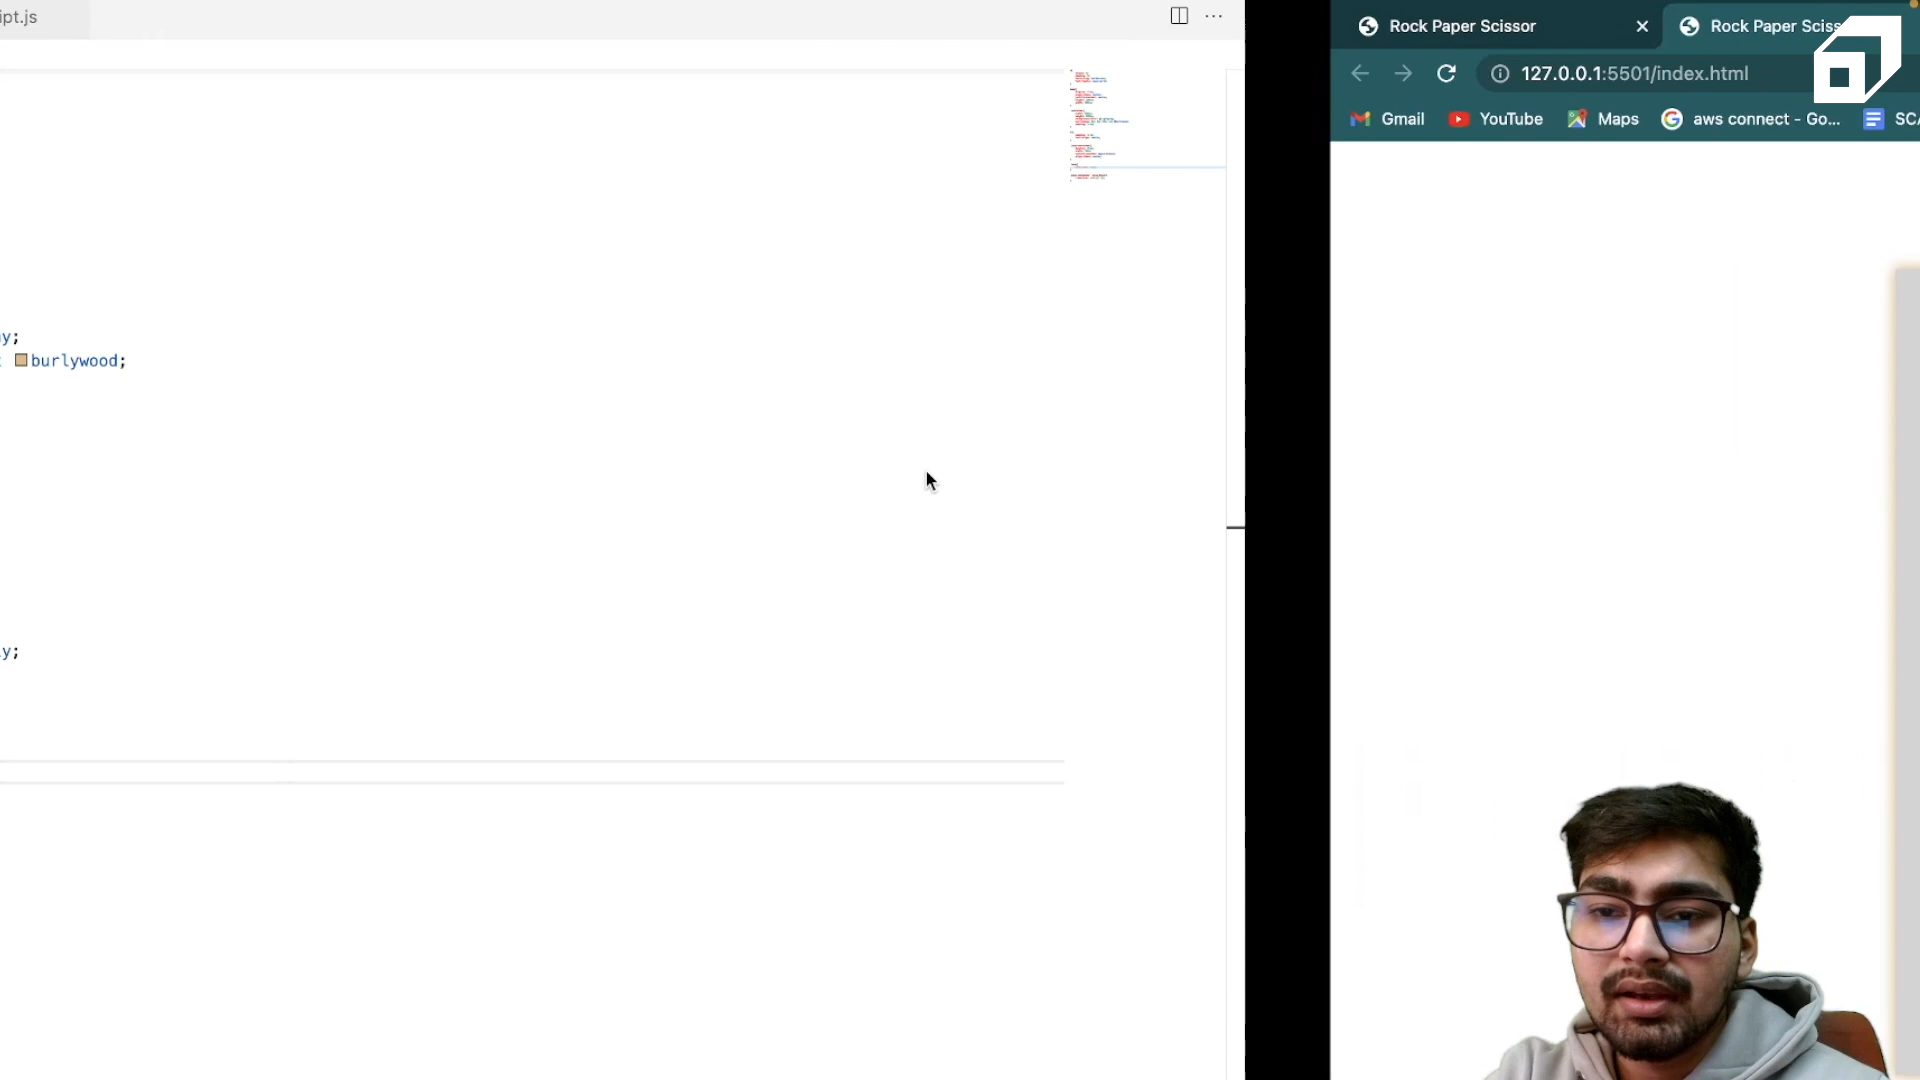 ipt.js
y;
burlywood;
y;
Rock Paper Scissor
Rock Paper Sciss
127.0.0.1:5501/index.html
Gmail
YouTube
Maps
aws connect - Go...
SCA